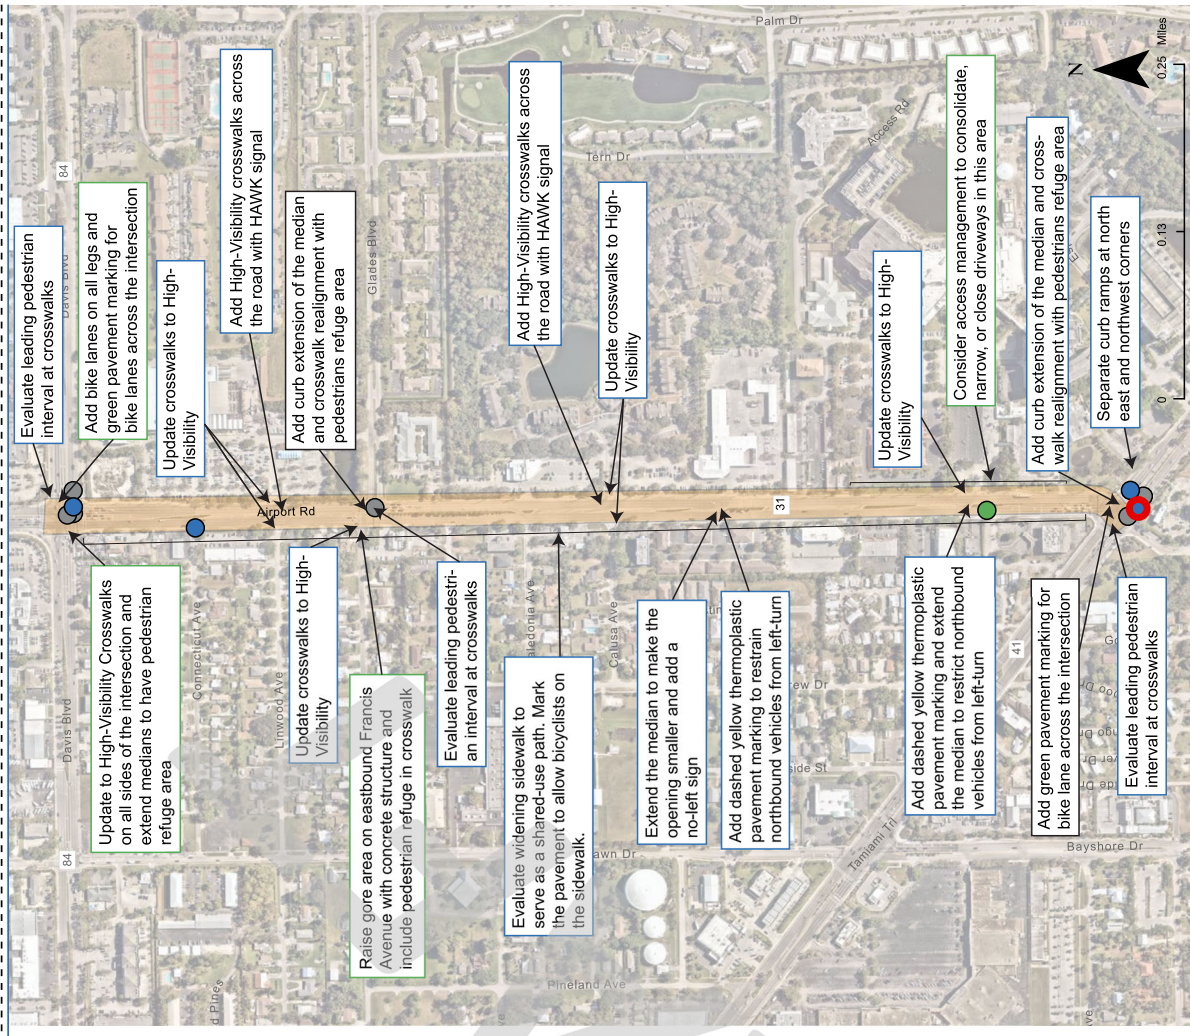 Palm Dr
84
Davis Blvd
Evaluate leading pedestrian
interval at crosswalks
Add bike lanes on all legs and
green pavement marking for
bike lanes across the intersection
Update crosswalks to High-
Visibility
Add High-Visibility crosswalks across
the road with HAWK signal
Add curb extension of the median
and crosswalk realignment with
pedestrians refuge area
Glades Blvd
Tern Dr
Add High-Visibility crosswalks across
the road with HAWK signal
Update crosswalks to High-
Visibility
Access Rd
Update crosswalks to High-
Visibility
Consider access management to consolidate,
narrow, or close driveways in this area
Add curb extension of the median and cross-
walk realignment with pedestrians refuge area
Separate curb ramps at north
east and northwest corners
N
0
0.13
0.25
Miles
Airport Rd
31
Davis Blvd
84
Update to High-Visibility Crosswalks
on all sides of the intersection and
extend medians to have pedestrian
refuge area
Connecticut Ave
Linwood Ave
Update crosswalks to High-
Visibility
Raise gore area on eastbound Francis
Avenue with concrete structure and
include pedestrian refuge in crosswalk
Evaluate leading pedestri-
an interval at crosswalks
Evaluate widening sidewalk to
serve as a shared-use path. Mark
the pavement to allow bicyclists on
the sidewalk.
aledonia Ave
Calusa Ave
Extend the median to make the
opening smaller and add a
no-left sign
Add dashed yellow thermoplastic
pavement marking to restrain
northbound vehicles from left-turn
rew Dr
side St
awn Dr
Add dashed yellow thermoplastic
pavement marking and extend
the median to restrict northbound
vehicles from left-turn
41
Add green pavement marking for
bike lane across the intersection
Evaluate leading pedestrian
interval at crosswalks
Tamiami Trl
Bayshore Dr
Pineland Ave
d Pines